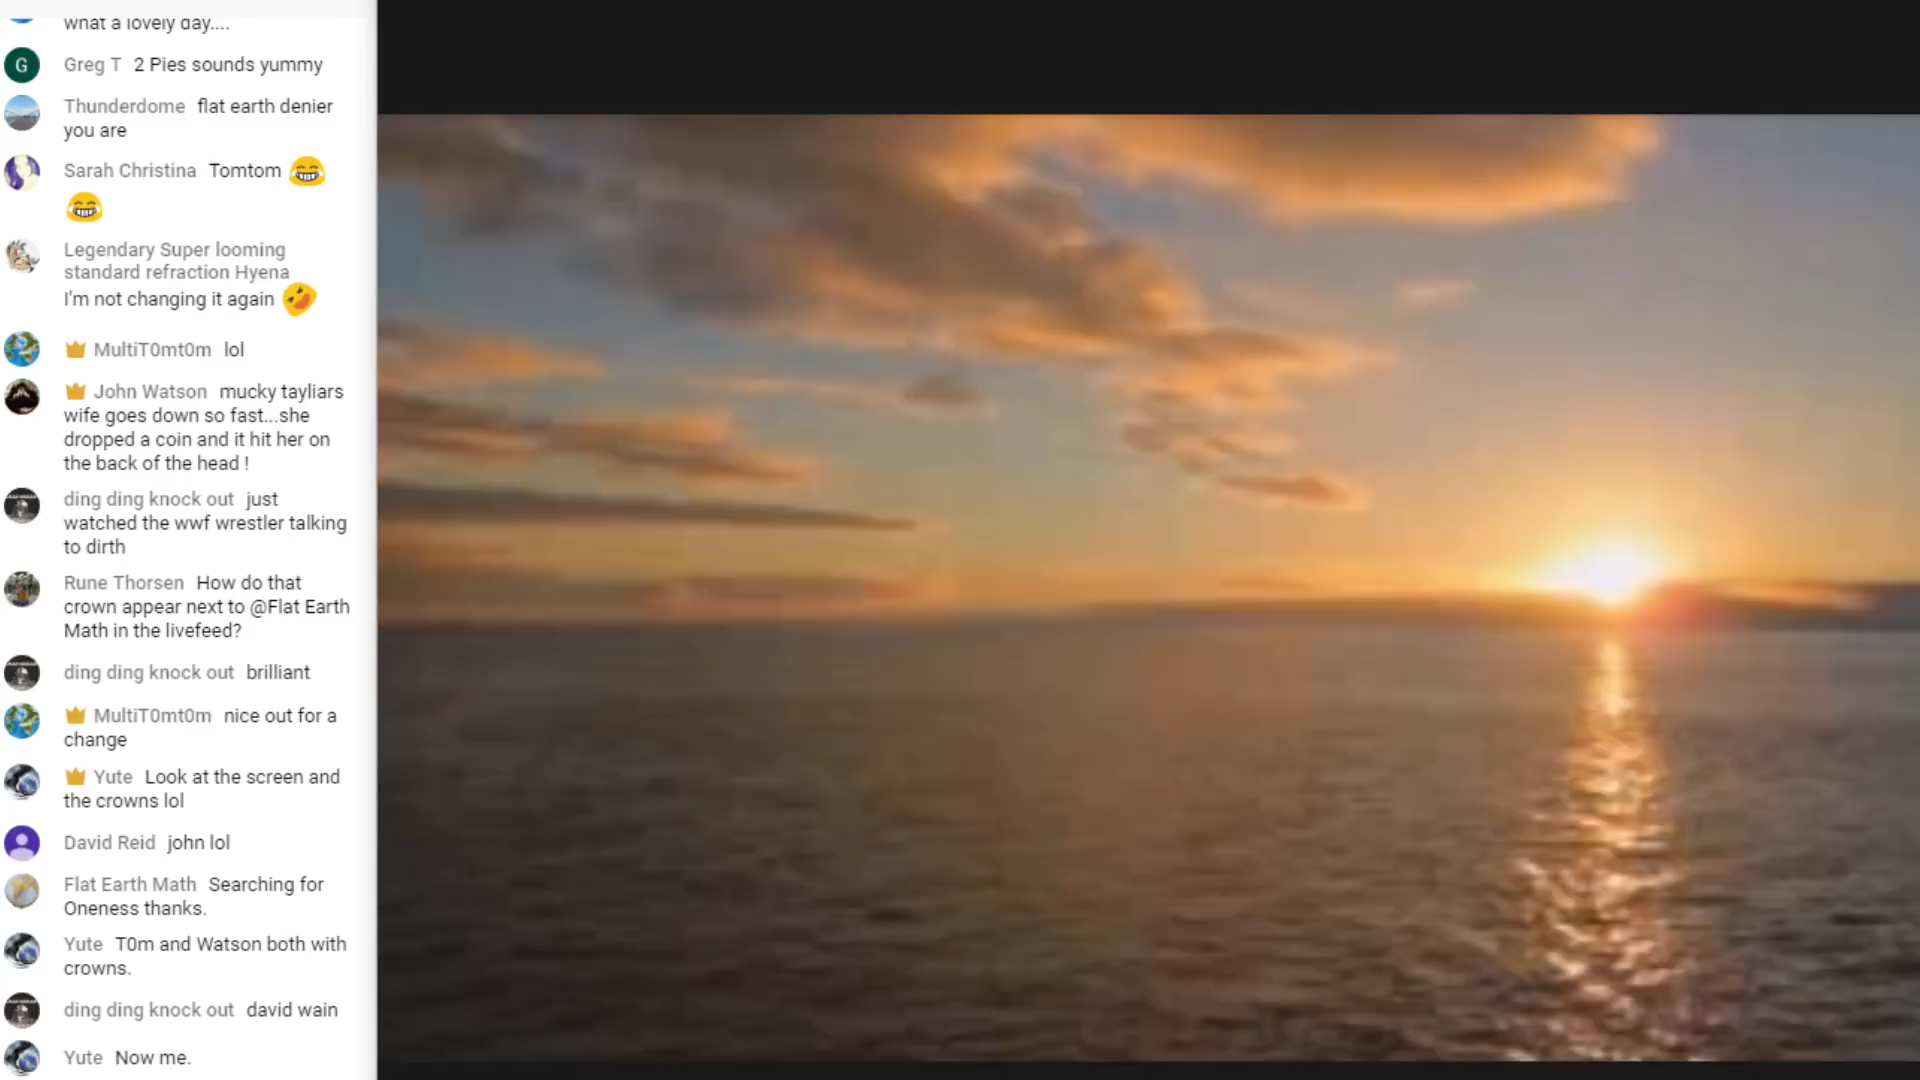 what a lovely day....
G Greg T 2 Pies sounds yummy
Thunderdome flat earth denier
you are
Sarah Christina Tomtom 😂
😂
Legendary Super looming
standard refraction Hyena
I'm not changing it again 🤣
MultiT0mt0m lol
John Watson mucky tayliars
wife goes down so fast...she
dropped a coin and it hit her on
the back of the head !
ding ding knock out just
watched the wwf wrestler talking
to dirth
Rune Thorsen How do that
crown appear next to @Flat Earth
Math in the livefeed?
ding ding knock out brilliant
MultiT0mt0m nice out for a
change
Yute Look at the screen and
the crowns lol
David Reid john lol
Flat Earth Math Searching for
Oneness thanks.
Yute T0m and Watson both with
crowns.
ding ding knock out david wain
Yute Now me.